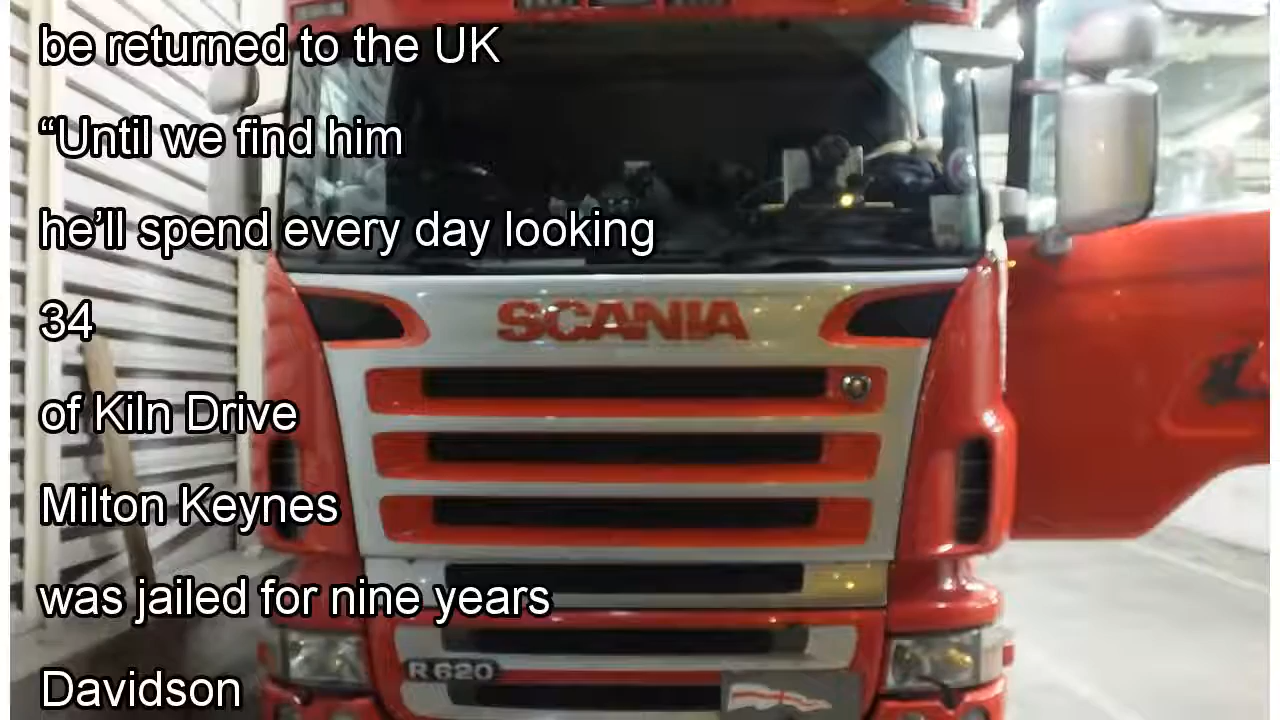 be returned to the UK
“Until we find him
he’ll spend every day looking
34
SCANIA
of Kiln Drive
Milton Keynes
was jailed for nine years
R 620
Davidson